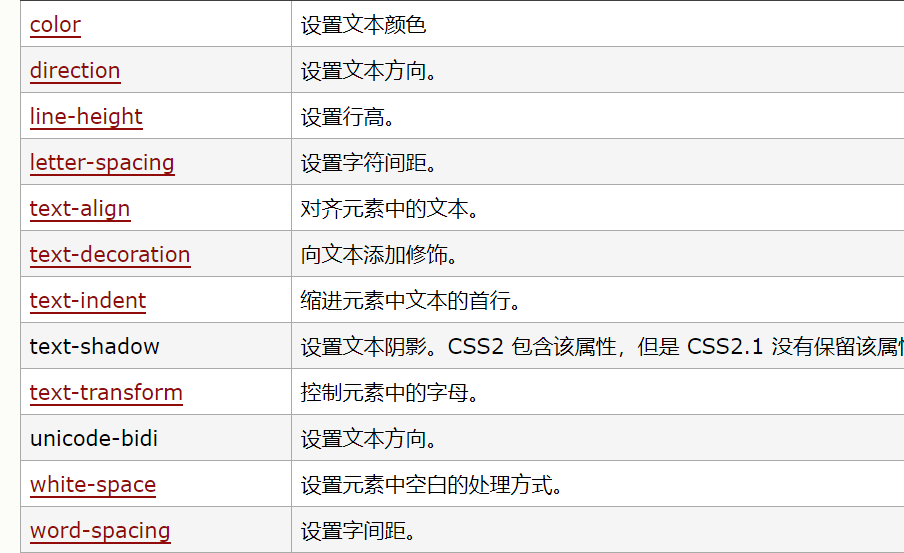 color 设置文本颜色
direction 设置文本方向。
line-height 设置行高。
letter-spacing 设置字符间距。
text-align 对齐元素中的文本。
text-decoration 向文本添加修饰。
text-indent 缩进元素中文本的首行。
text-shadow 设置文本阴影。CSS2 包含该属性，但是 CSS2.1 没有保留该属
text-transform 控制元素中的字母。
unicode-bidi 设置文本方向。
white-space 设置元素中空白的处理方式。
word-spacing 设置字间距。